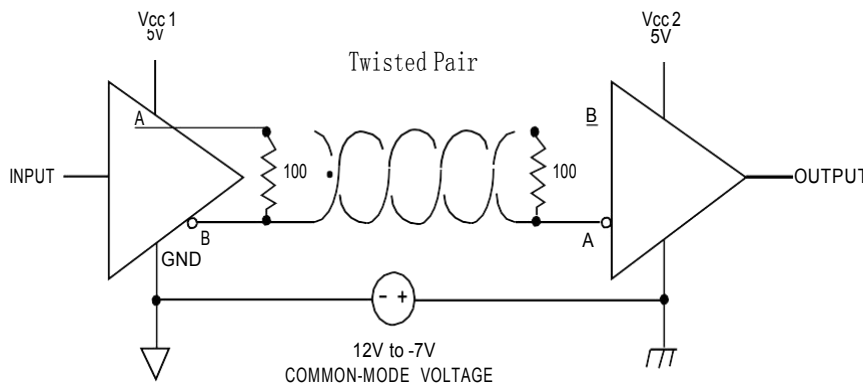 Vcc 1
5V
Vcc 2
5V
Twisted Pair
A
B
INPUT
100
100
OUTPUT
B
A
GND
- +
12V to -7V
COMMON-MODE VOLTAGE